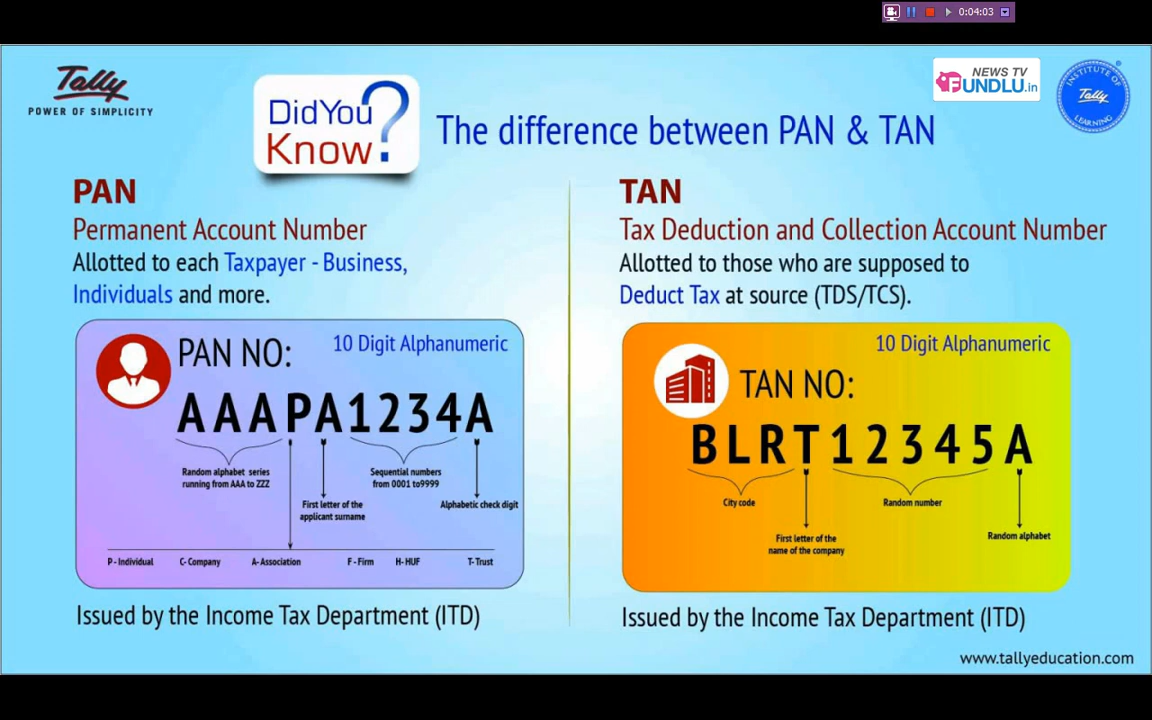 0:04:03
Tally
POWER OF SIMPLICITY
DidYou
Know?
The difference between PAN & TAN
NEWS TV
FUNDLU.in
INSTITUTE OF
Tally
LEARNING
PAN
Permanent Account Number
Allotted to each Taxpayer - Business,
Individuals and more.
PAN NO:
10 Digit Alphanumeric
AAAPA1234A
Random alphabet series
running from AAA to ZZZ
Sequential numbers
from 0001 to9999
First letter of the
applicant surname
Alphabetic check digit
P - Individual
C- Company
A- Association
F - Firm
H- HUF
T- Trust
Issued by the Income Tax Department (ITD)
TAN
Tax Deduction and Collection Account Number
Allotted to those who are supposed to
Deduct Tax at source (TDS/TCS).
10 Digit Alphanumeric
TAN NO:
BLRT12345A
City code
Random number
First letter of the
name of the company
Random alphabet
Issued by the Income Tax Department (ITD)
www.tallyeducation.com